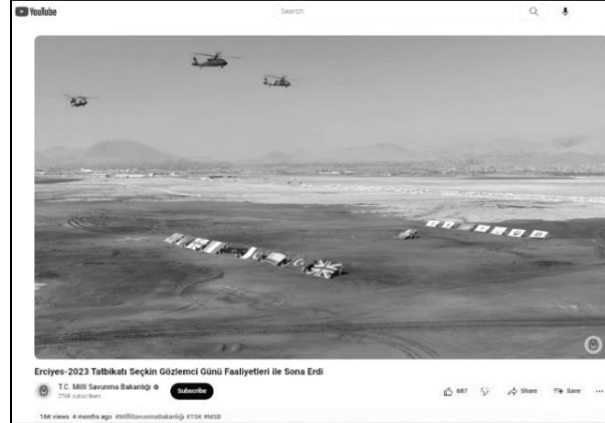 YouTube
Search
Erciyes-2023 Tatbikatı Seçkin Gözlemci Günü Faaliyetleri ile Sona Erdi
T.C. Milli Savunma Bakanlığı
Subscribe
687
Share
Save
subscribers
16K views 4 months ago #MilliSavunmaBakanlığı #TSK #MSB